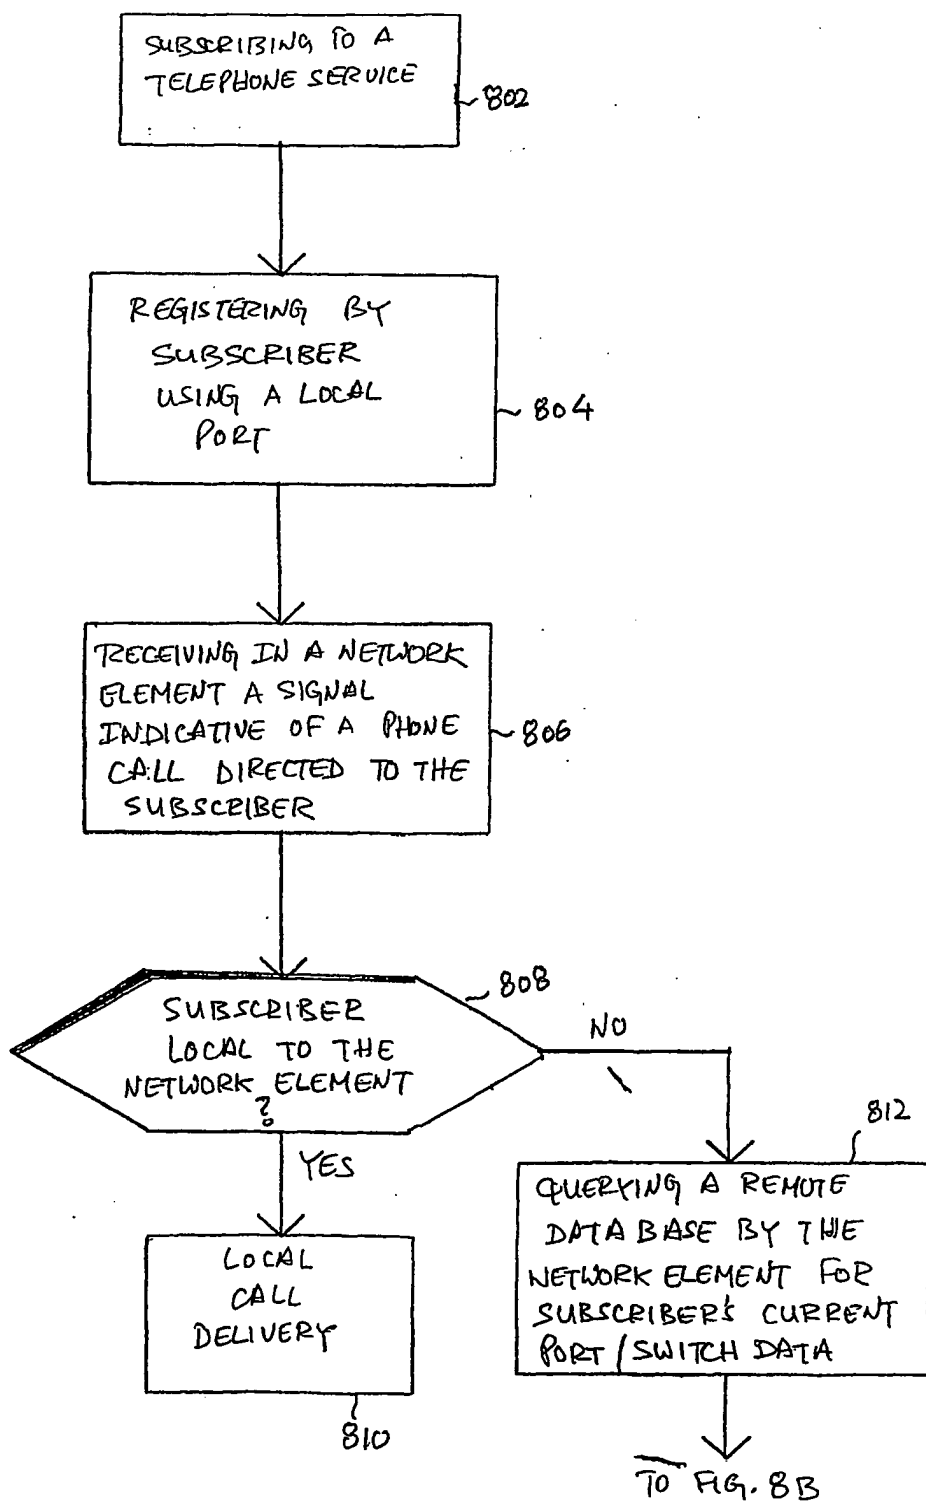 SUBSCRIBING TO A
TELEPHONE SERVICE
802
REGISTERING BY
SUBSCRIBER
USING A LOCAL
PORT
804
RECEIVING IN A NETWORK
ELEMENT A SIGNAL
INDICATIVE OF A PHONE
CALL DIRECTED TO THE
SUBSCRIBER
806
SUBSCRIBER
LOCAL TO THE
NETWORK ELEMENT
?
808
NO
YES
LOCAL
CALL
DELIVERY
810
812
QUERYING A REMOTE
DATABASE BY THE
NETWORK ELEMENT FOR
SUBSCRIBER'S CURRENT
PORT/SWITCH DATA
TO FIG. 8B